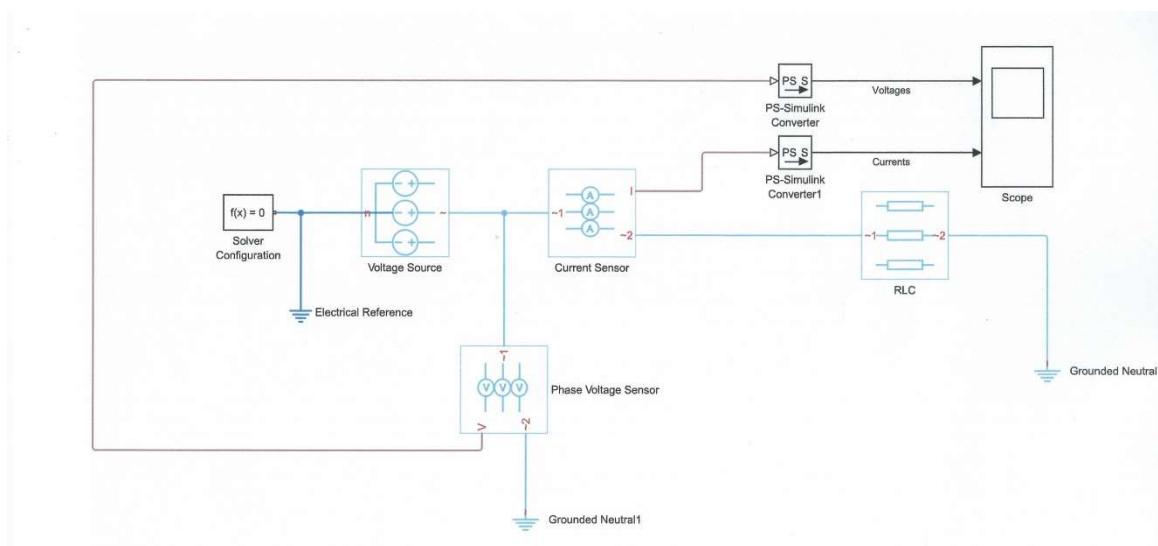 PS S
Voltages
PS-Simulink
Converter
PS S
Currents
PS-Simulink
Converter1
Scope
f(x) = 0
Solver
Configuration
n
~
Voltage Source
~1
A
A
A
I
~2
Current Sensor
~1
~2
RLC
Electrical Reference
~1
V
V
V
V
~2
Phase Voltage Sensor
Grounded Neutral
Grounded Neutral1